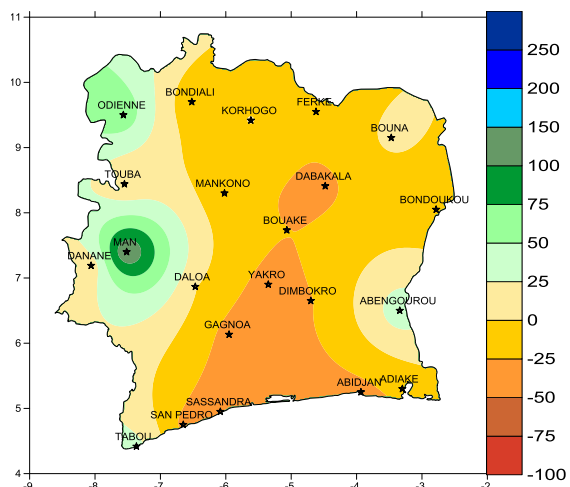 11
10
9
8
7
6
5
4
-9
-8
-7
-6
-5
-4
-3
-2
ODIENNE
BONDIALI
KORHOGO
FERKE
BOUNA
TOUBA
MANKONO
DABAKALA
BONDOUKOU
BOUAKE
MAN
DANANE
DALOA
YAKRO
DIMBOKRO
ABENGOUROU
GAGNOA
ABIDJAN
ADIAKE
SASSANDRA
SAN PEDRO
TABOU
250
200
150
100
75
50
25
0
-25
-50
-75
-100